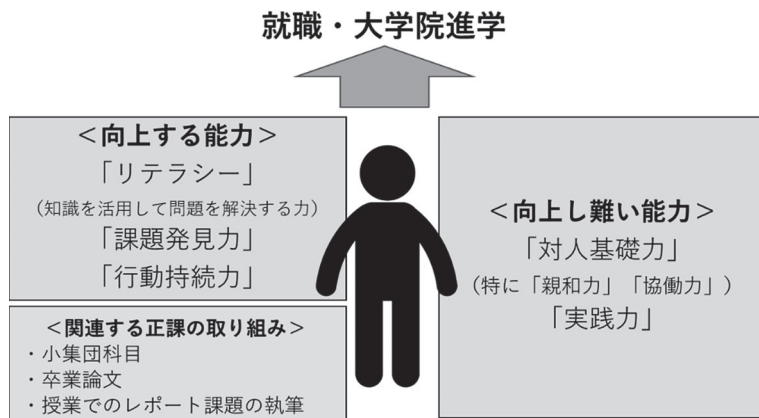 就職・大学院進学
＜向上する能力＞
「リテラシー」
（知識を活用して問題を解決する力）
「課題発見力」
「行動持続力」
＜関連する正課の取り組み＞
・小集団科目
・卒業論文
・授業でのレポート課題の執筆
＜向上し難い能力＞
「対人基礎力」
（特に「親和力」「協働力」）
「実践力」